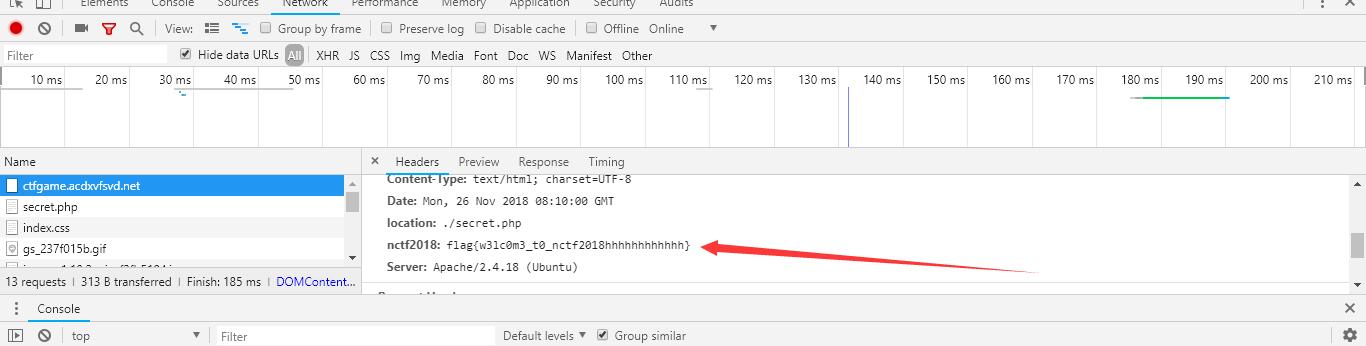 Elements Console Sources Network Performance Memory Application Security Audits
View: Group by frame Preserve log Disable cache Offline Online
Filter Hide data URLs All XHR JS CSS Img Media Font Doc WS Manifest Other
10 ms 20 ms 30 ms 40 ms 50 ms 60 ms 70 ms 80 ms 90 ms 100 ms 110 ms 120 ms 130 ms 140 ms 150 ms 160 ms 170 ms 180 ms 190 ms 200 ms 210 ms
Name × Headers Preview Response Timing
ctfgame.acdxvfsvd.net
secret.php
index.css
gs_237f015b.gif
13 requests | 313 B transferred | Finish: 185 ms | DOMContent...
Content-Type: text/html; charset=UTF-8
Date: Mon, 26 Nov 2018 08:10:00 GMT
location: ./secret.php
nctf2018: flag{w3lc0m3_t0_nctf2018hhhhhhhhhhhh}
Server: Apache/2.4.18 (Ubuntu)
Console
top Filter Default levels Group similar